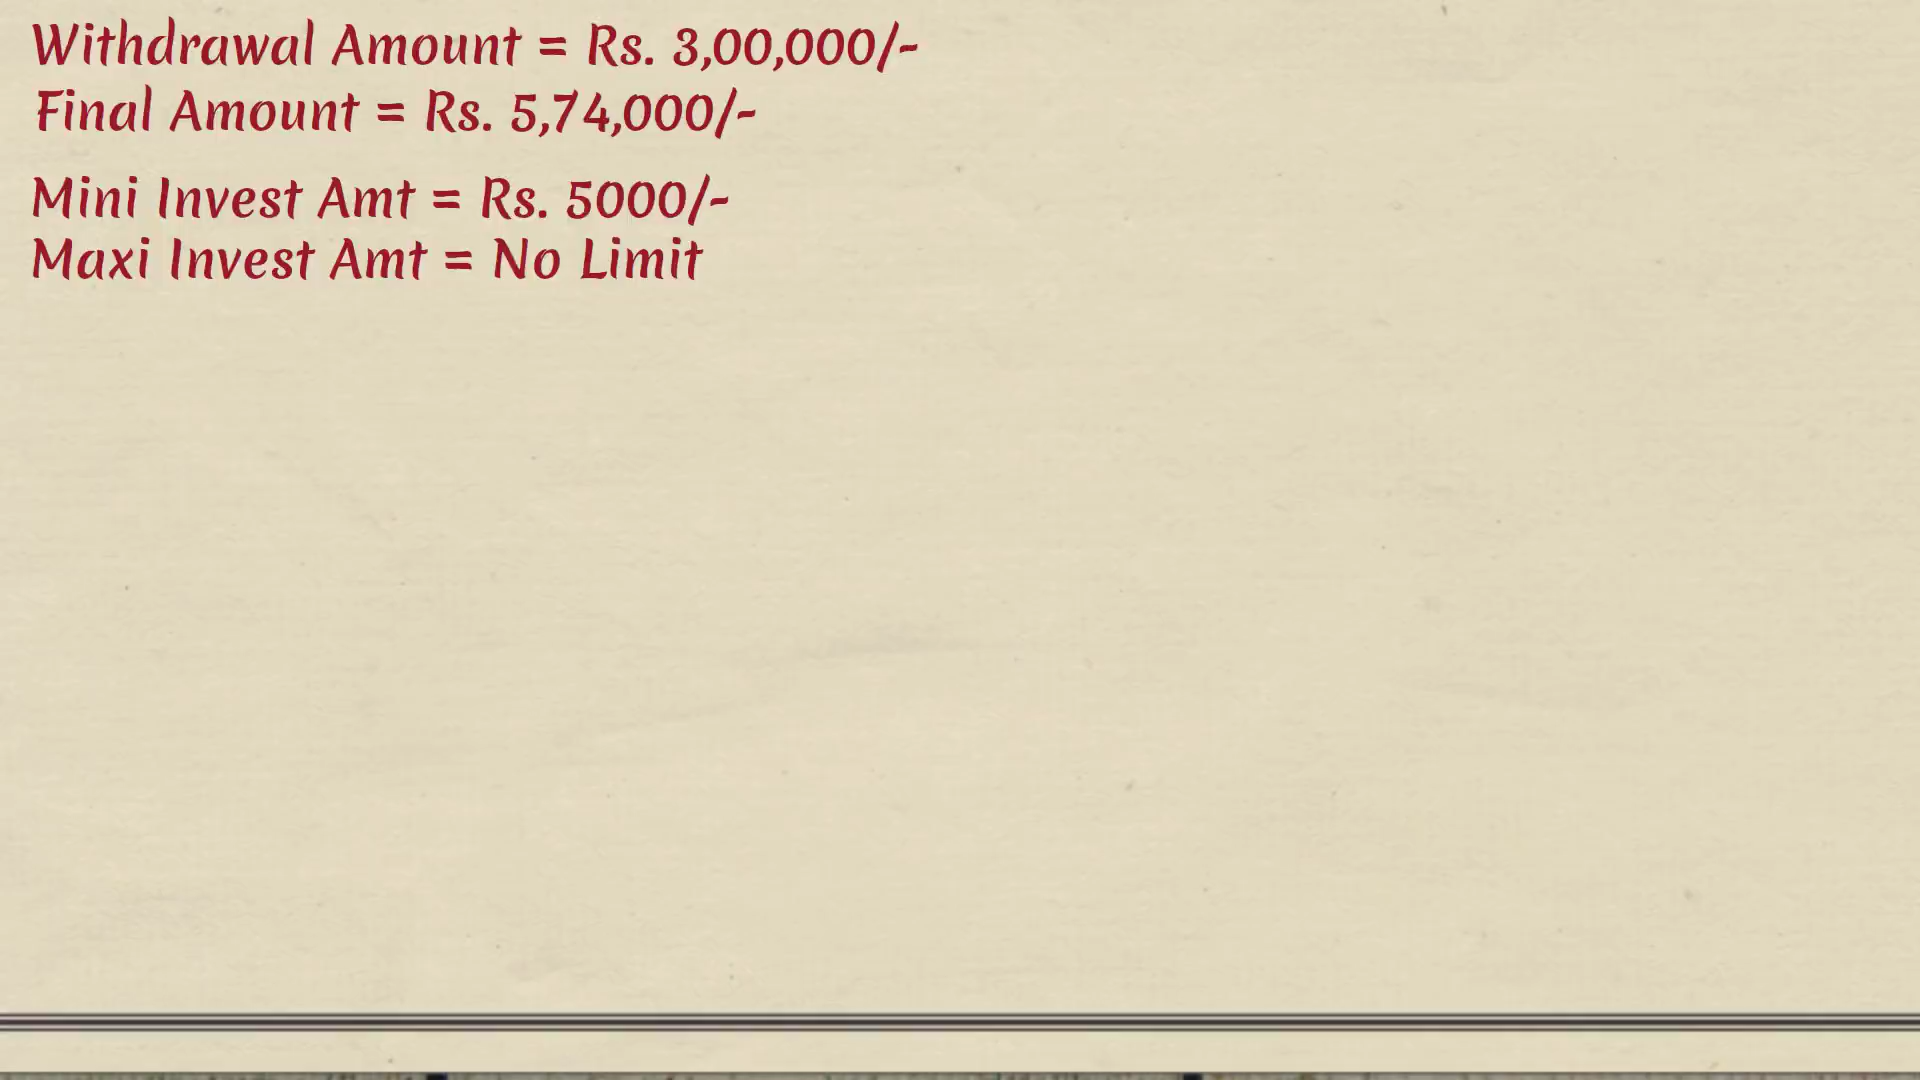 Withdrawal Amount = Rs. 3,00,000/-
Final Amount = Rs. 5,74,000/-
Mini Invest Amt = Rs. 5000/-
Maxi Invest Amt = No Limit